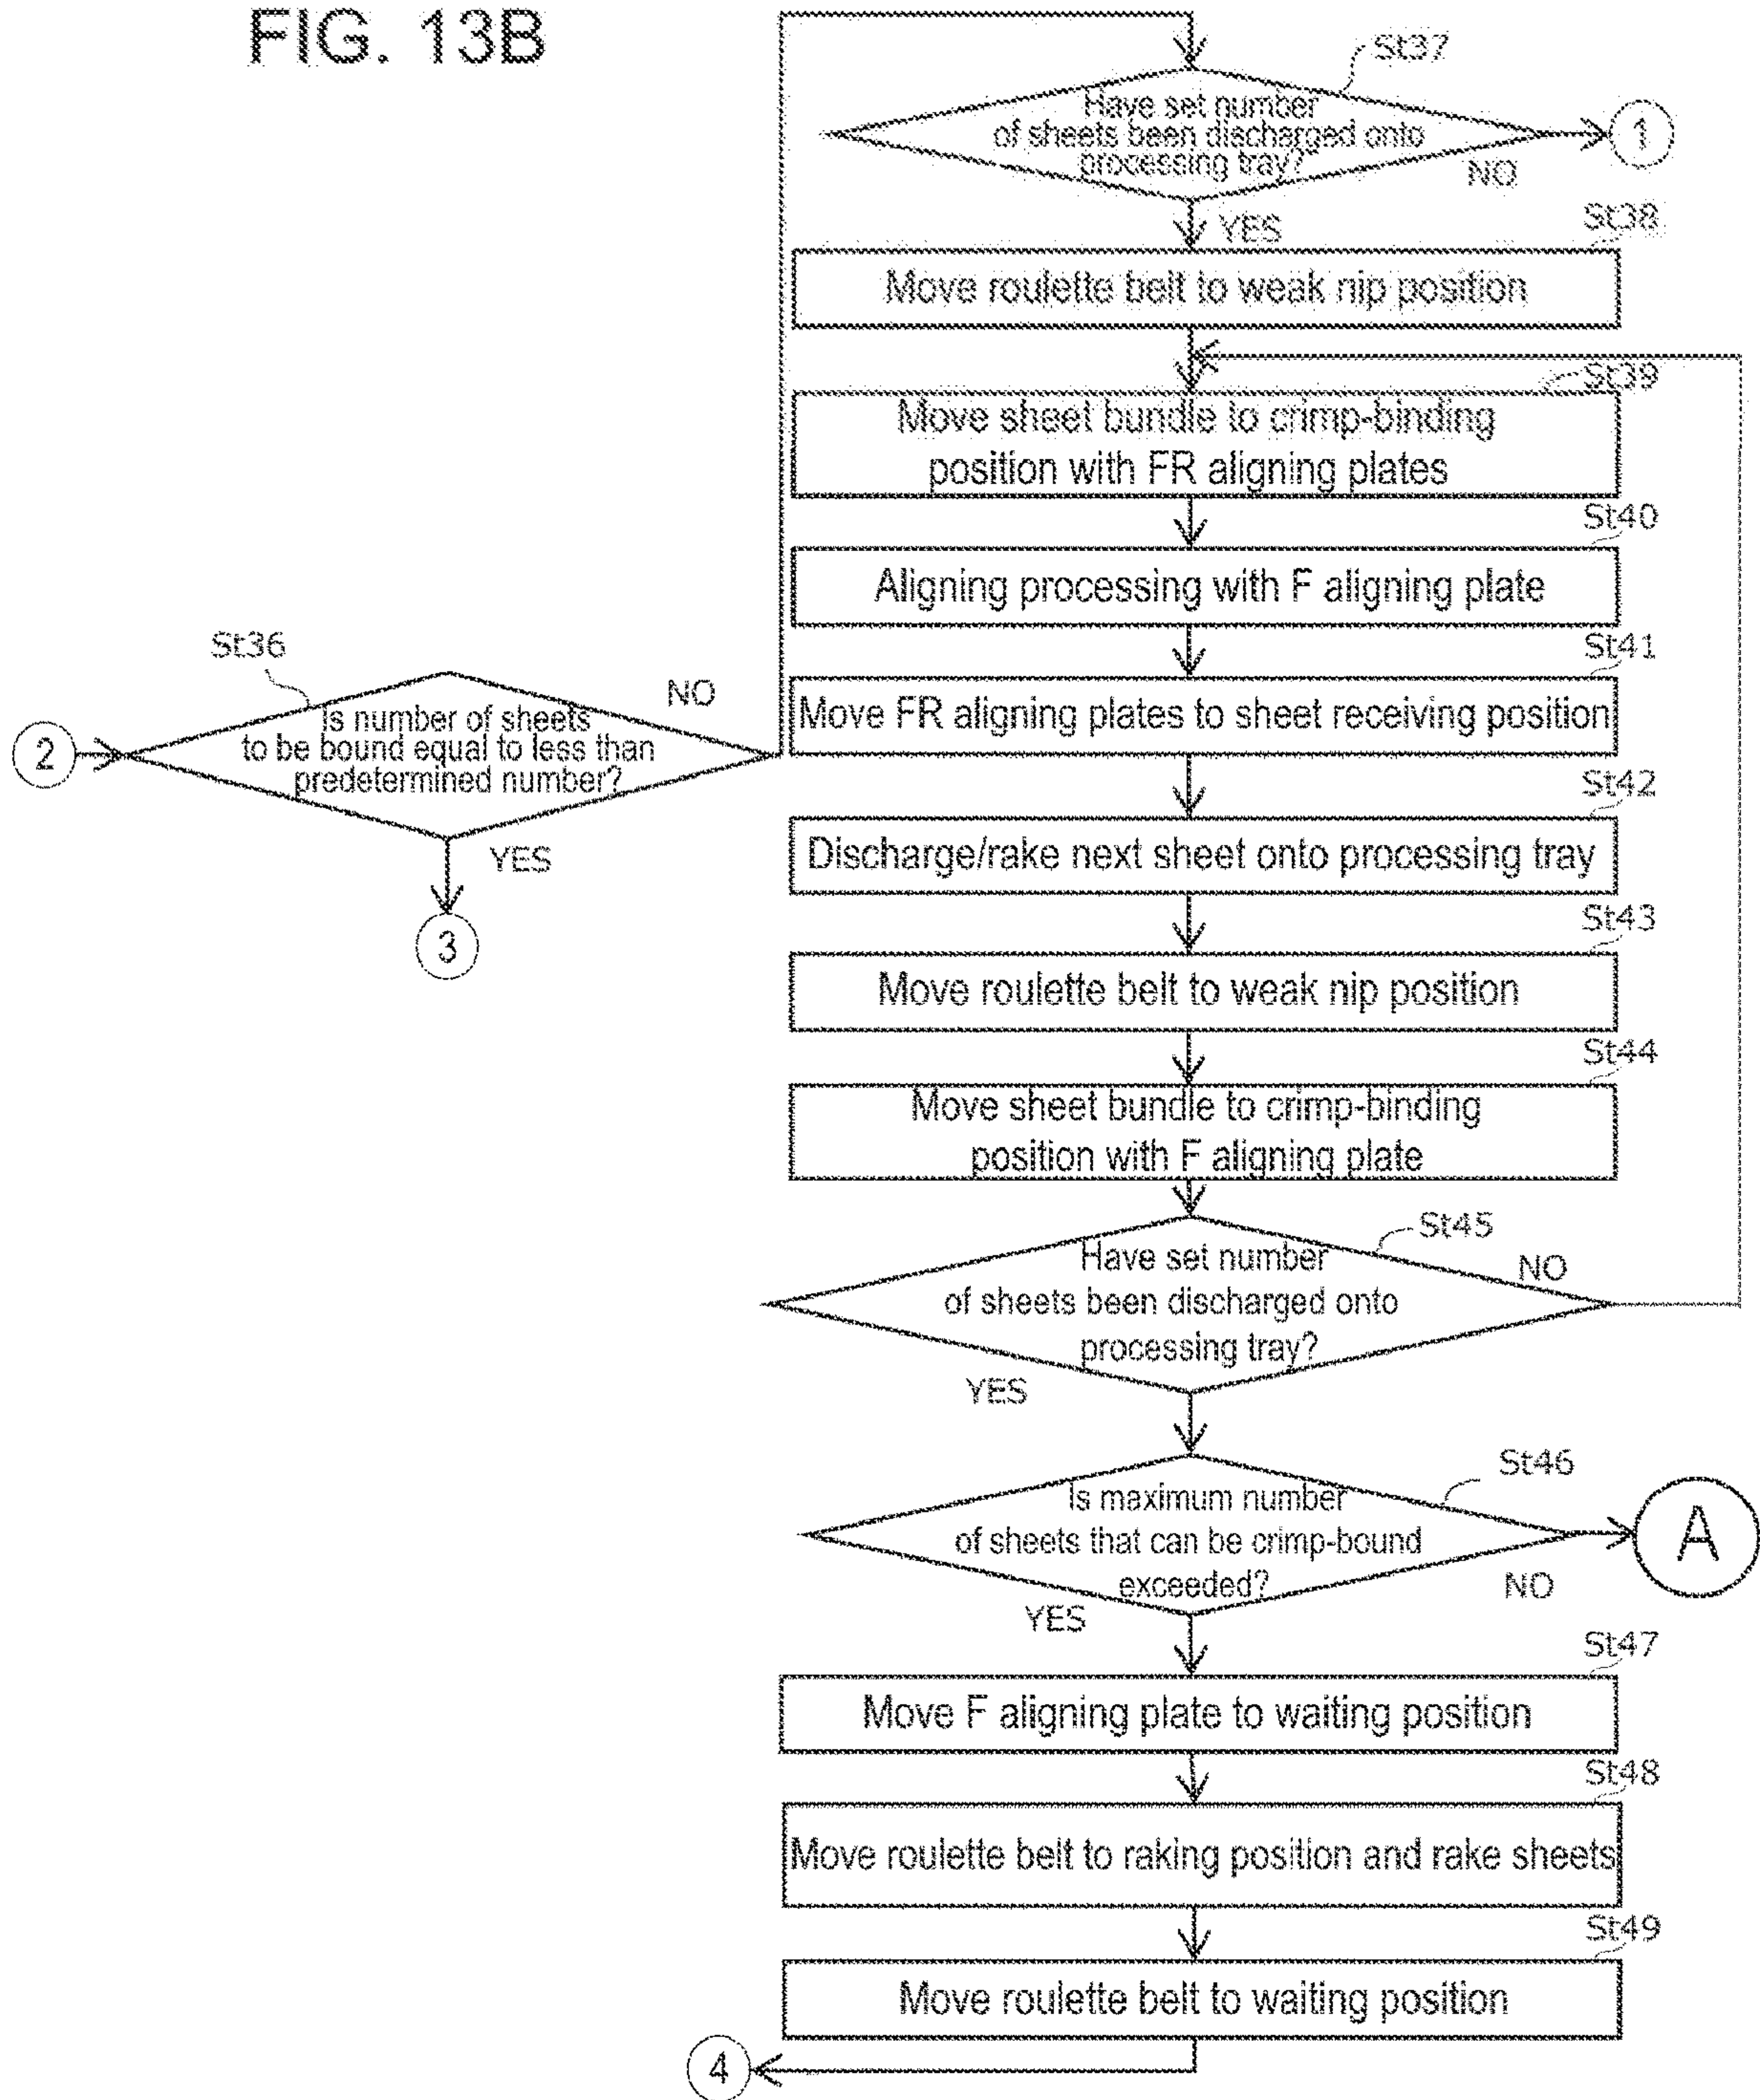 FIG. 13B
St37
Have set number
of sheets been discharged onto
processing tray?
1
NO
YES
St38
Move roulette belt to weak nip position
St39
Move sheet bundle to crimp-binding
position with FR aligning plates
St40
Aligning processing with F aligning plate
St41
Move FR aligning plates to sheet receiving position
St36
NO
2
Is number of sheets
to be bound equal to less than
predetermined number?
YES
3
St42
Discharge/rake next sheet onto processing tray
St43
Move roulette belt to weak nip position
St44
Move sheet bundle to crimp-binding
position with F aligning plate
St45
Have set number
of sheets been discharged onto
processing tray?
NO
YES
St46
Is maximum number
of sheets that can be crimp-bound
exceeded?
A
NO
YES
St47
Move F aligning plate to waiting position
St48
Move roulette belt to raking position and rake sheets
St49
Move roulette belt to waiting position
4